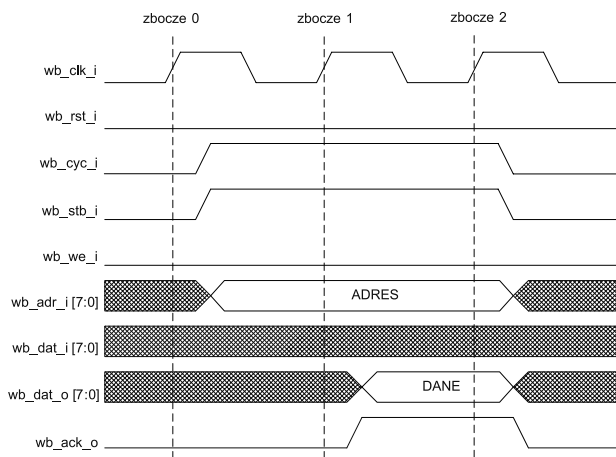 zbocze 0 zbocze 1 zbocze 2
wb_clk_i
wb_rst_i
wb_cyc_i
wb_stb_i
wb_we_i
wb_adr_i [7:0] ADRES
wb_dat_i [7:0]
wb_dat_o [7:0] DANE
wb_ack_o